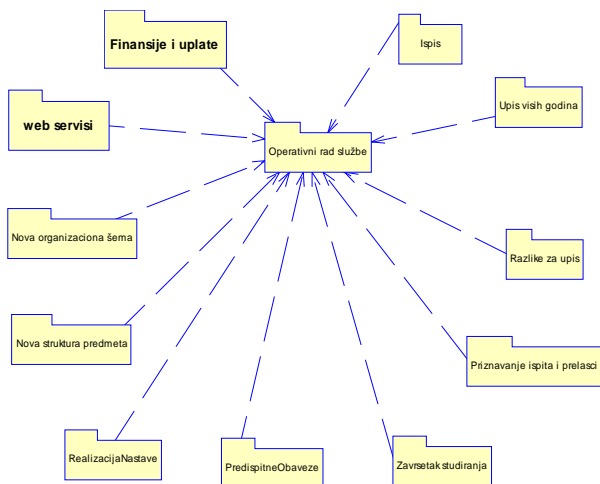 Finansije i uplate
Ispis
Upis visih godina
web servisi
Operativni rad službe
Nova organizaciona šema
Razlike za upis
Nova struktura predmeta
Priznavanje ispita i prelasci
RealizacijaNastave
PredispitneObaveze
Zavrsetak studiranja